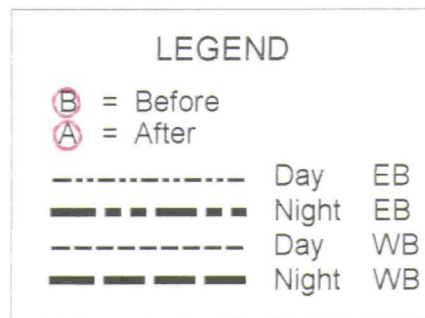 LEGEND
B = Before
A = After
Day EB
Night EB
Day WB
Night WB